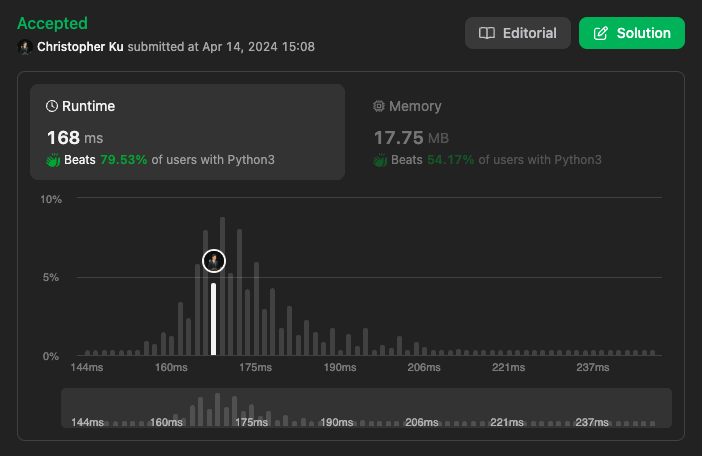 Accepted
Christopher Ku submitted at Apr 14, 2024 15:08
Editorial
Solution
Runtime
168 ms
Beats 79.53% of users with Python3
Memory
17.75 MB
Beats 54.17% of users with Python3
10%
5%
0%
144ms 160ms 175ms 190ms 206ms 221ms 237ms
144ms 160ms 175ms 190ms 206ms 221ms 237ms